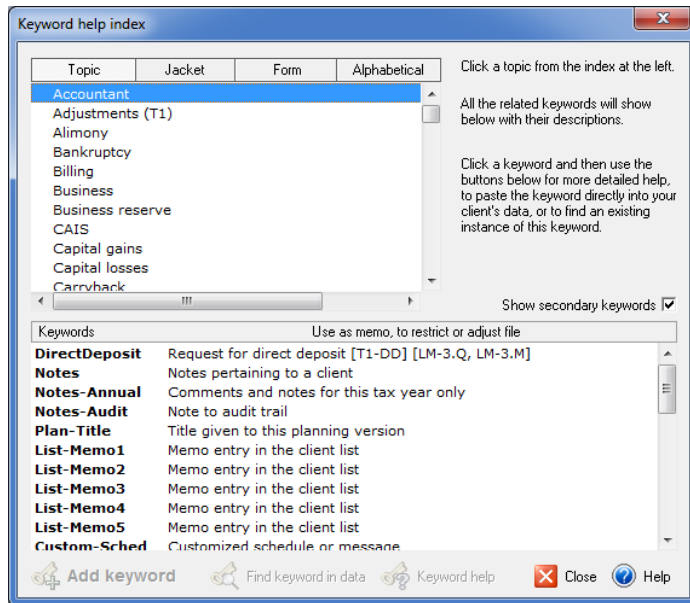 Keyword help index
Topic Jacket Form Alphabetical
Accountant
Adjustments (T1)
Alimony
Bankruptcy
Billing
Business
Business reserve
CAIS
Capital gains
Capital losses
Carryback
Click a topic from the index at the left.
All the related keywords will show
below with their descriptions.
Click a keyword and then use the
buttons below for more detailed help,
to paste the keyword directly into your
client's data, or to find an existing
instance of this keyword.
Show secondary keywords
Keywords Use as memo, to restrict or adjust file
DirectDeposit Request for direct deposit [T1-DD] [LM-3.Q, LM-3.M]
Notes Notes pertaining to a client
Notes-Annual Comments and notes for this tax year only
Notes-Audit Note to audit trail
Plan-Title Title given to this planning version
List-Memo1 Memo entry in the client list
List-Memo2 Memo entry in the client list
List-Memo3 Memo entry in the client list
List-Memo4 Memo entry in the client list
List-Memo5 Memo entry in the client list
Custom-Sched Customized schedule or message
Add keyword Find keyword in data Keyword help Close Help